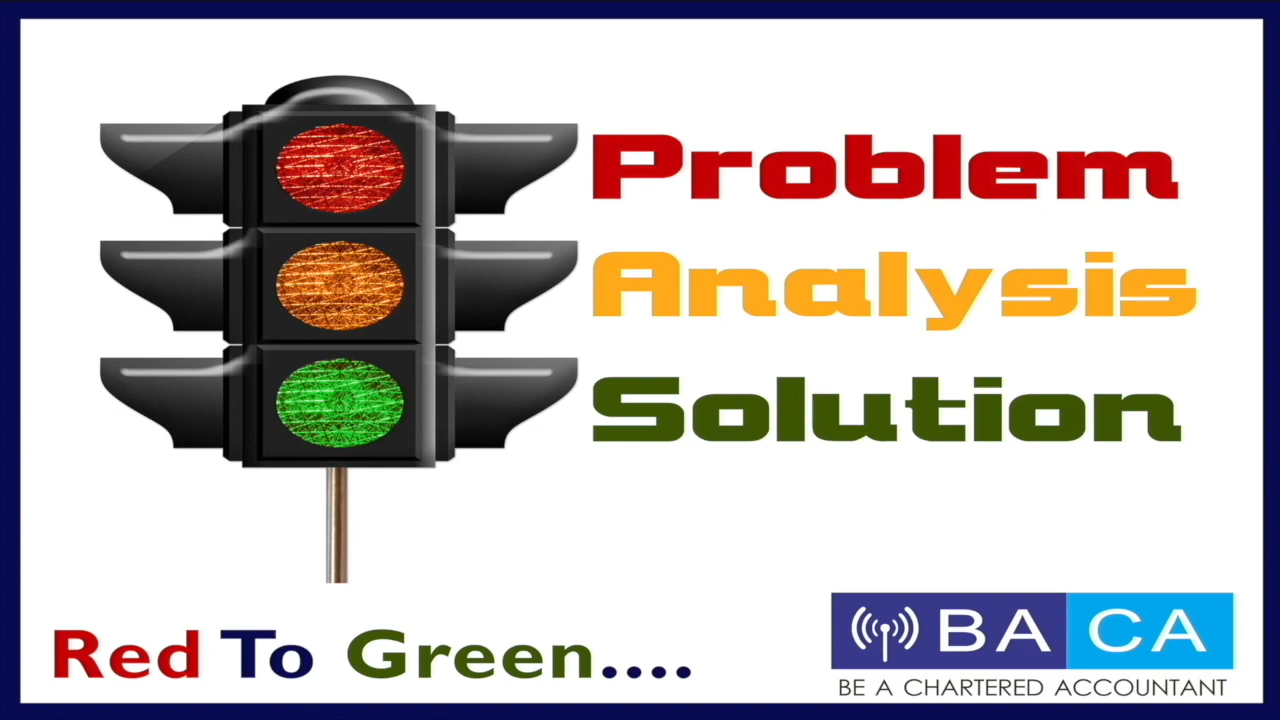 Problem
Analysis
Solution
Red To Green....
BA CA
BE A CHARTERED ACCOUNTANT